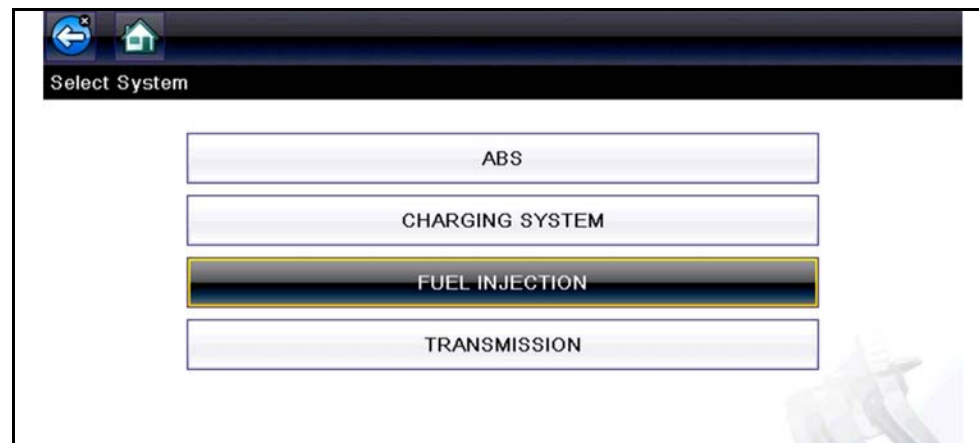 Select System
ABS
CHARGING SYSTEM
FUEL INJECTION
TRANSMISSION